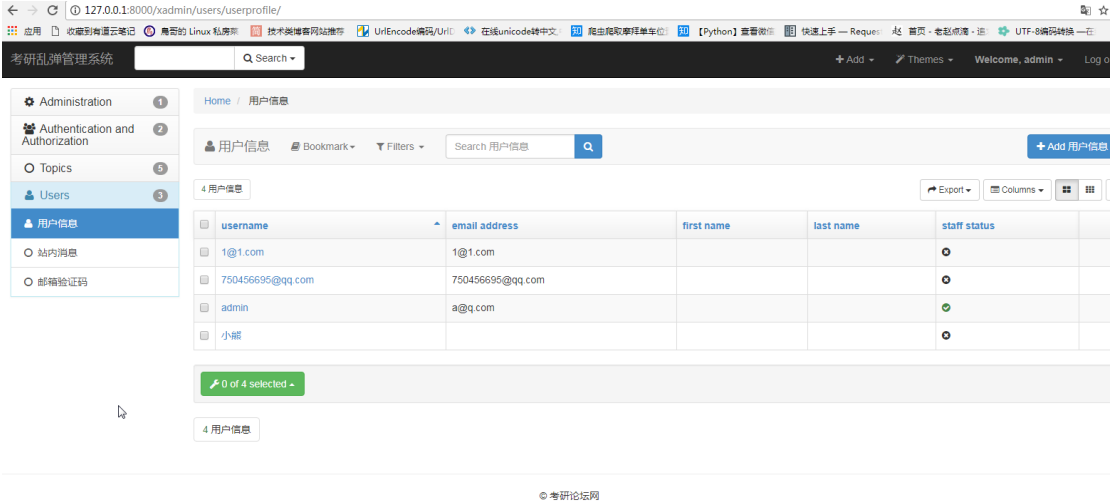 127.0.0.1:8000/xadmin/users/userprofile/
应用 收藏到有道云笔记 鸟哥的 Linux 私房菜 技术类博客网站推荐 UrlEncode编码/UrlD 在线unicode转中文 爬虫爬取摩拜单车位 【Python】查看微信 快速上手 — Reques 首页 - 老赵点滴 - 追 UTF-8编码转换 —在
考研乱弹管理系统 Search Add Themes Welcome, admin Log o
Administration 1
Home / 用户信息
Authentication and
Authorization 2
用户信息 Bookmark Filters Search 用户信息 Add 用户信息
Topics 5
Users 3
4 用户信息 Export Columns
用户信息
站内消息
邮箱验证码
username email address first name last name staff status
1@1.com 1@1.com
750456695@qq.com 750456695@qq.com
admin a@q.com
小熊
0 of 4 selected
4 用户信息
© 考研论坛网